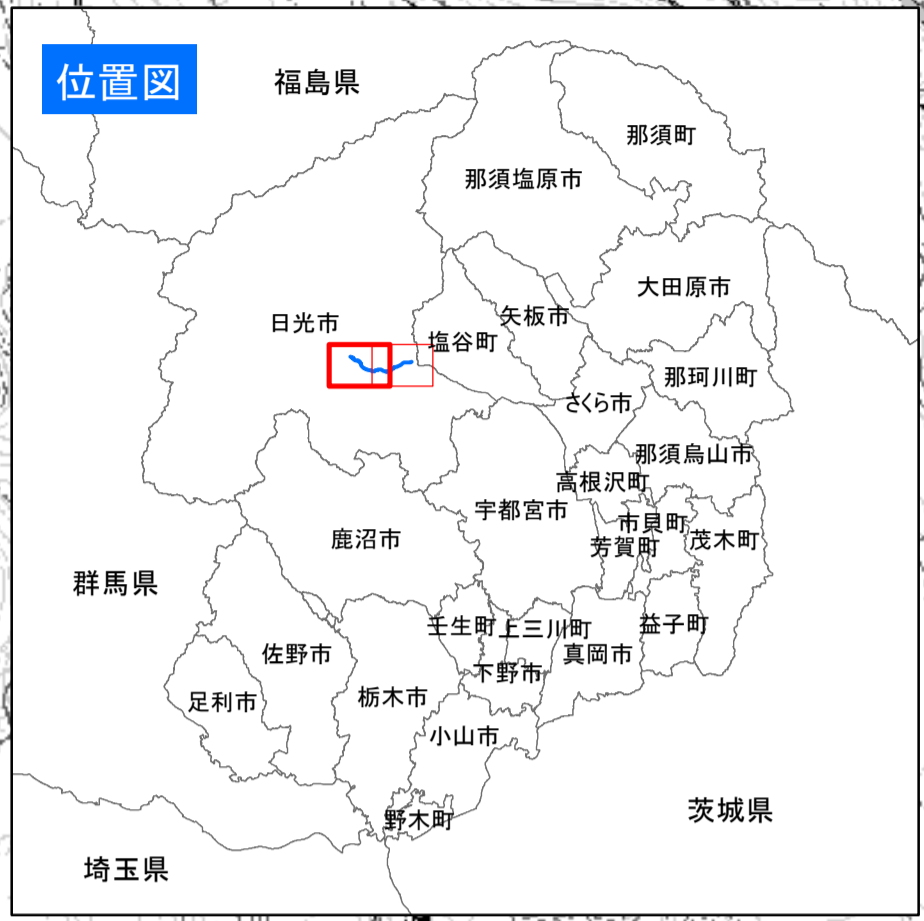 位置図
福島県
那須町
那須塩原市
大田原市
日光市
矢板市
塩谷町
那珂川町
さくら市
那須烏山市
高根沢町
宇都宮市
市貝町
鹿沼市
芳賀町
茂木町
群馬県
壬生町
上三川町
益子町
佐野市
真岡市
下野市
足利市
栃木市
小山市
茨城県
野木町
埼玉県